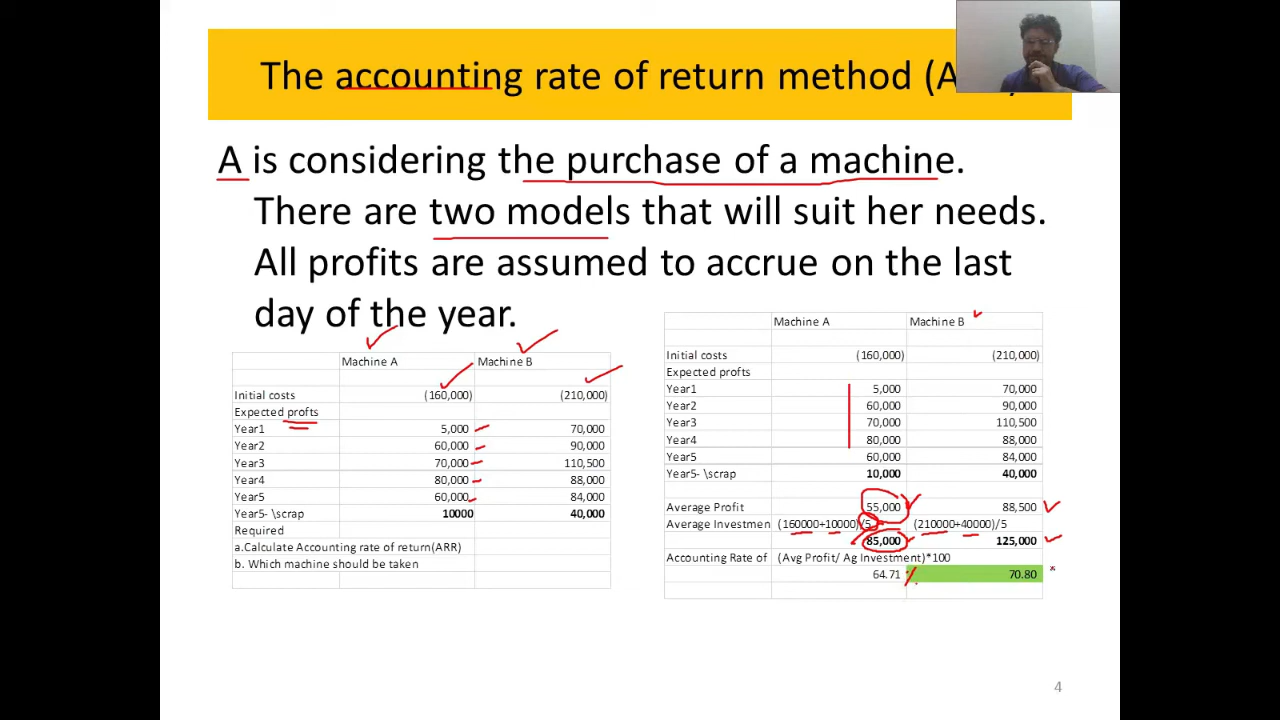 The accounting rate of return method (A
A is considering the purchase of a machine.
There are two models that will suit her needs.
All profits are assumed to accrue on the last
day of the year.
Machine A Machine B
Initial costs (160,000) (210,000)
Expected profts
Year1 5,000 70,000
Year2 60,000 90,000
Year3 70,000 110,500
Year4 80,000 88,000
Year5 60,000 84,000
Year5- \scrap 10000 40,000
Required
a.Calculate Accounting rate of return(ARR)
b. Which machine should be taken
Machine A Machine B
Initial costs (160,000) (210,000)
Expected profts
Year1 5,000 70,000
Year2 60,000 90,000
Year3 70,000 110,500
Year4 80,000 88,000
Year5 60,000 84,000
Year5- \scrap 10,000 40,000
Average Profit 55,000 88,500
Average Investmen (160000+10000)/5 (210000+40000)/5
85,000 125,000
Accounting Rate of (Avg Profit/ Ag Investment)*100
64.71 % 70.80
4